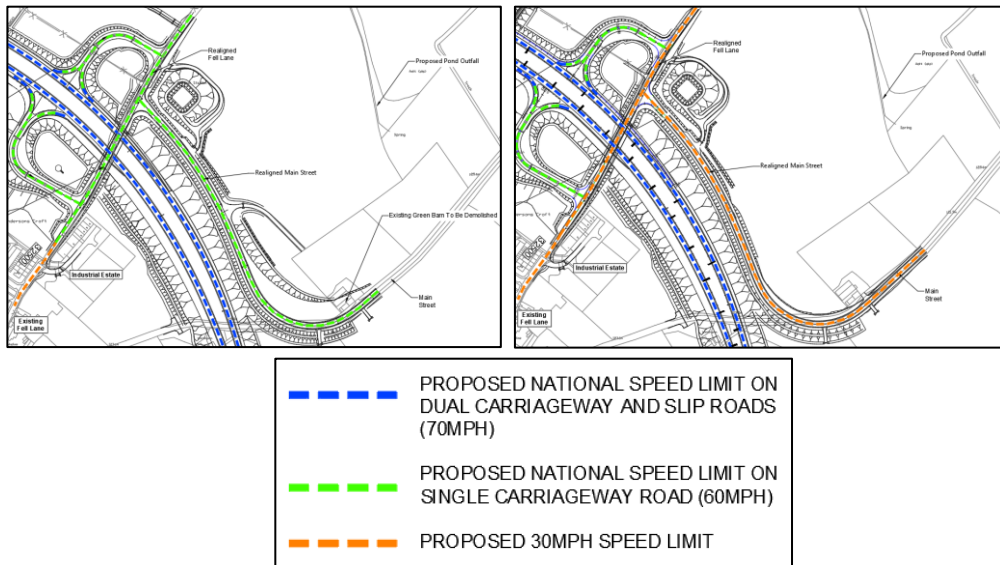 Realigned
Fell Lane
Proposed Pond Outfall
Spring
Realigned Main Street
Existing Green Barn To Be Demolished
Industrial Estate
Main
Street
Existing
Fell Lane
Realigned
Fell Lane
Proposed Pond Outfall
Spring
Realigned Main Street
Industrial Estate
Main
Street
Existing
Fell Lane
PROPOSED NATIONAL SPEED LIMIT ON
DUAL CARRIAGEWAY AND SLIP ROADS
(70MPH)
PROPOSED NATIONAL SPEED LIMIT ON
SINGLE CARRIAGEWAY ROAD (60MPH)
PROPOSED 30MPH SPEED LIMIT